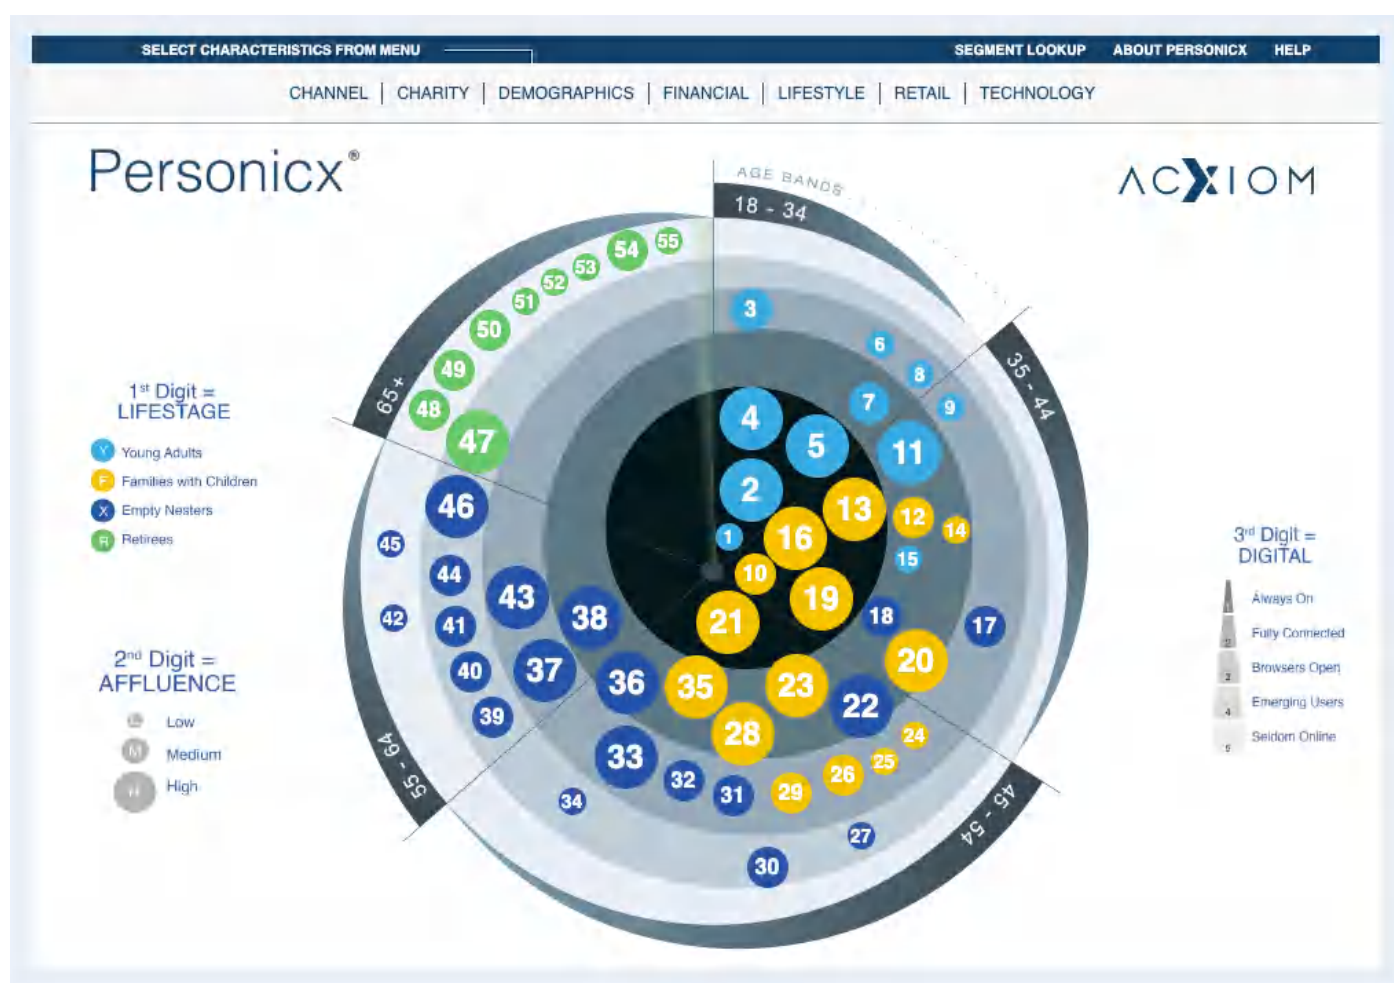 SELECT CHARACTERISTICS FROM MENU
SEGMENT LOOKUP ABOUT PERSONICX HELP
CHANNEL | CHARITY | DEMOGRAPHICS | FINANCIAL | LIFESTYLE | RETAIL | TECHNOLOGY
Personicx®
ACXIOM
AGE BANDS
18 - 34
35 - 44
45 - 54
55 - 64
65+
1st Digit =
LIFESTAGE
Y Young Adults
F Families with Children
X Empty Nesters
R Retirees
2nd Digit =
AFFLUENCE
Low
M Medium
H High
3rd Digit =
DIGITAL
1 Always On
2 Fully Connected
3 Browsers Open
4 Emerging Users
5 Seldom Online
1
2
3
4
5
6
7
8
9
10
11
12
13
14
15
16
17
18
19
20
21
22
23
24
25
26
27
28
29
30
31
32
33
34
35
36
37
38
39
40
41
42
43
44
45
46
47
48
49
50
51
52
53
54
55